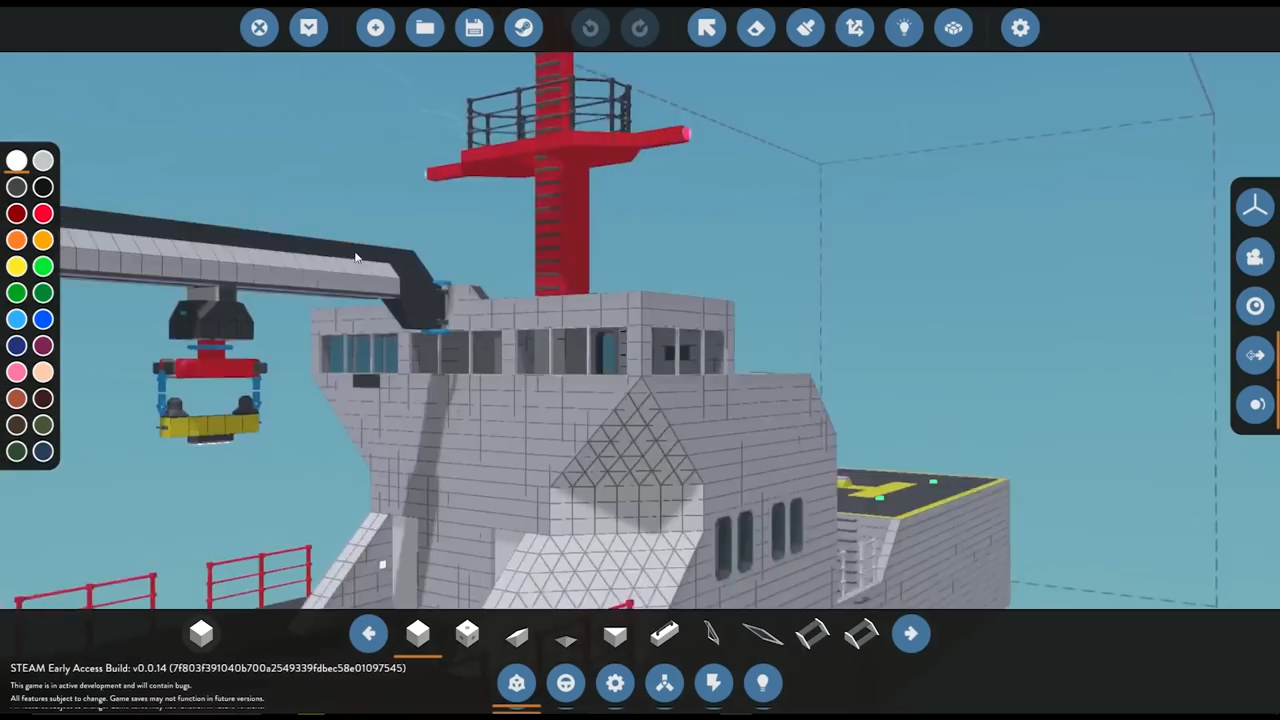 STEAM Early Access Build: v0.0.14 (7f803f391040b700a2549339fdbec58e01097545)
This game is in active development and will contain bugs.
All features subject to change. Game saves may not function in future versions.